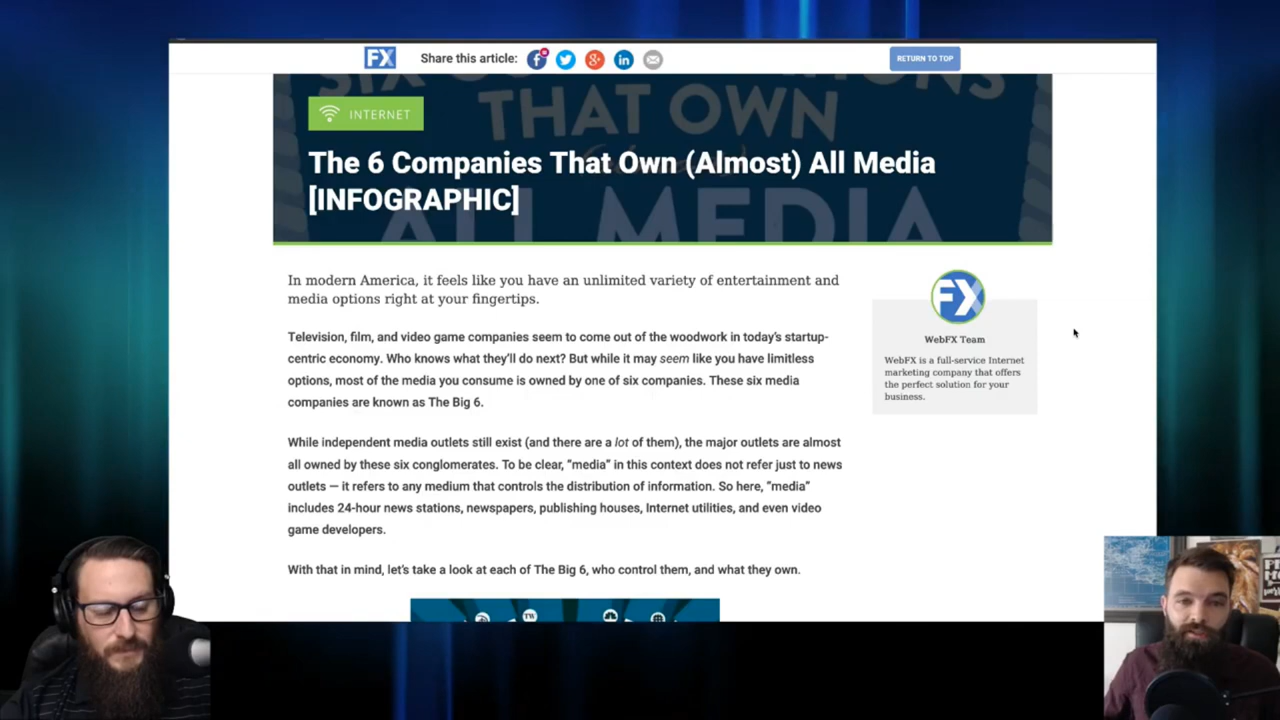 FX
Share this article:
RETURN TO TOP
THAT OWN
ALL MEDIA
INTERNET
The 6 Companies That Own (Almost) All Media
[INFOGRAPHIC]
In modern America, it feels like you have an unlimited variety of entertainment and
media options right at your fingertips.
Television, film, and video game companies seem to come out of the woodwork in today's startup-
centric economy. Who knows what they'll do next? But while it may seem like you have limitless
options, most of the media you consume is owned by one of six companies. These six media
companies are known as The Big 6.
While independent media outlets still exist (and there are a lot of them), the major outlets are almost
all owned by these six conglomerates. To be clear, "media" in this context does not refer just to news
outlets — it refers to any medium that controls the distribution of information. So here, "media"
includes 24-hour news stations, newspapers, publishing houses, Internet utilities, and even video
game developers.
With that in mind, let's take a look at each of The Big 6, who control them, and what they own.
FX
WebFX Team
WebFX is a full-service Internet
marketing company that offers
the perfect solution for your
business.
TW